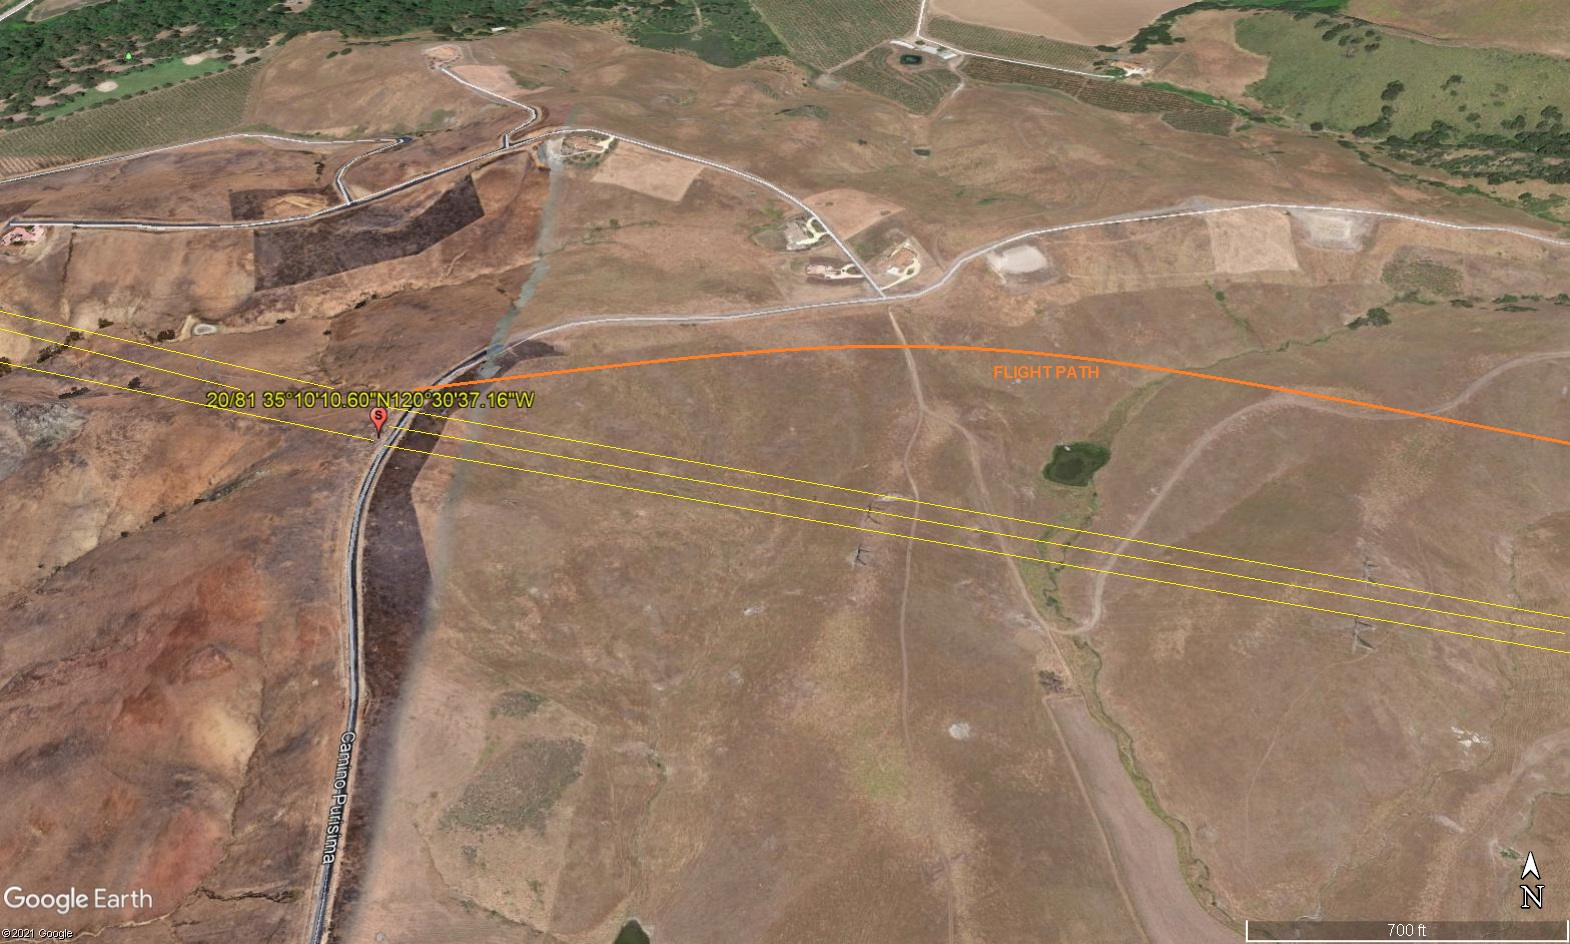 FLIGHT PATH
20/81 35°10'10.60"N120°30'37.16"W
S
Camino Purisima
Google Earth
©2021 Google
N
700 ft